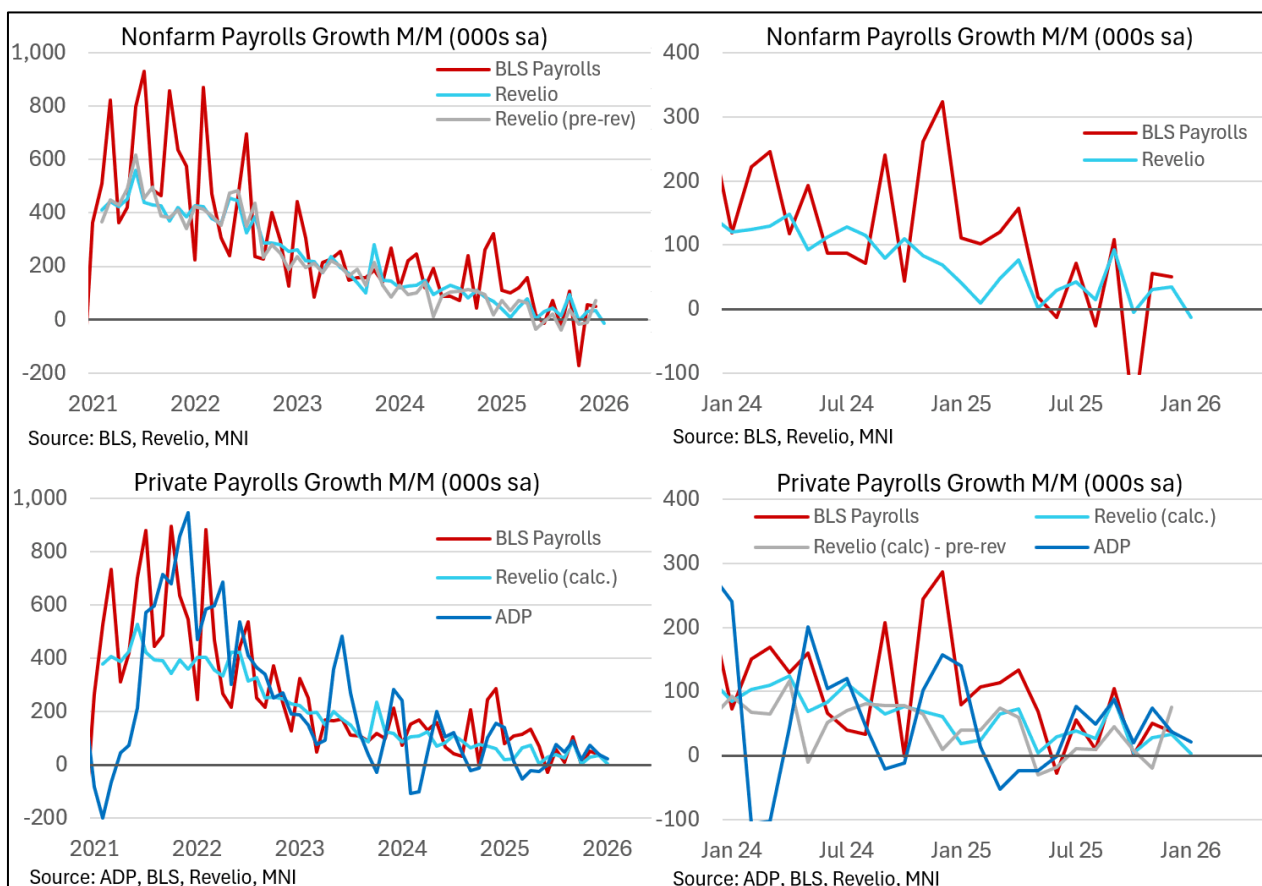 Nonfarm Payrolls Growth M/M (000s sa)
1,000
800
600
400
200
0
-200
BLS Payrolls
Revelio
Revelio (pre-rev)
2021 2022 2023 2024 2025 2026
Source: BLS, Revelio, MNI
Nonfarm Payrolls Growth M/M (000s sa)
400
300
200
100
0
-100
BLS Payrolls
Revelio
Jan 24 Jul 24 Jan 25 Jul 25 Jan 26
Source: BLS, Revelio, MNI
Private Payrolls Growth M/M (000s sa)
1,000
800
600
400
200
0
-200
BLS Payrolls
Revelio (calc.)
ADP
2021 2022 2023 2024 2025 2026
Source: ADP, BLS, Revelio, MNI
Private Payrolls Growth M/M (000s sa)
400
300
200
100
0
-100
BLS Payrolls Revelio (calc.)
Revelio (calc) - pre-rev ADP
Jan 24 Jul 24 Jan 25 Jul 25 Jan 26
Source: ADP, BLS, Revelio, MNI